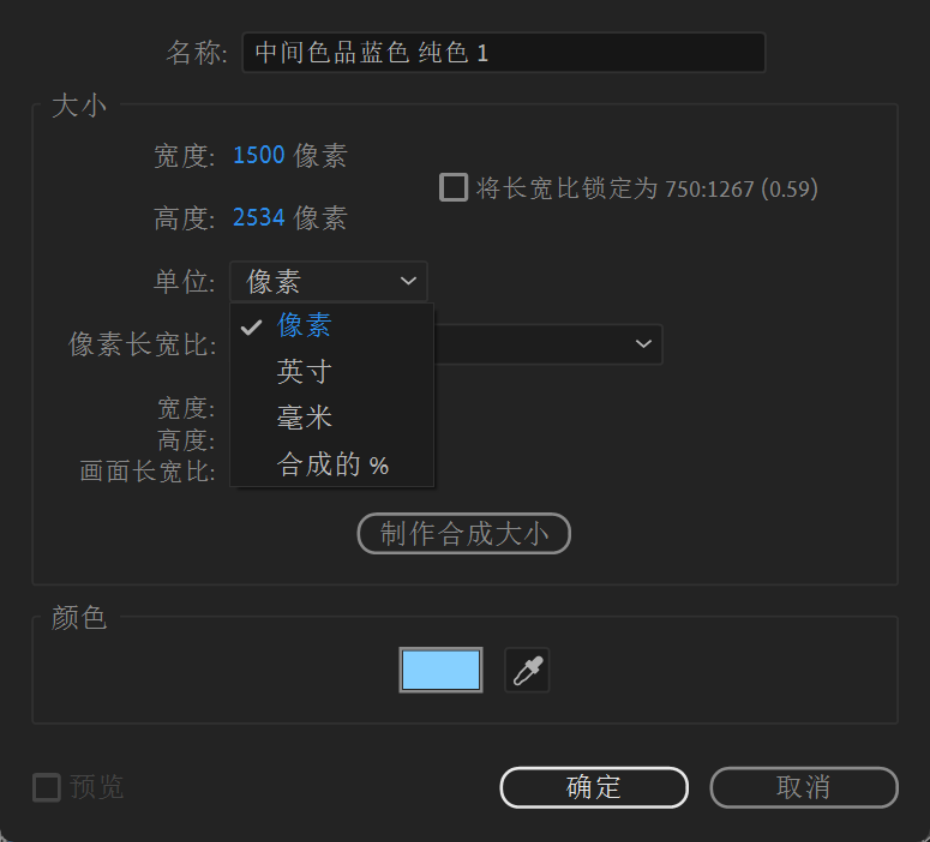 名称: 中间色品蓝色 纯色 1
大小
宽度: 1500 像素
将长宽比锁定为 750:1267 (0.59)
高度: 2534 像素
单位: 像素
像素
像素长宽比:
英寸
宽度:
毫米
高度:
合成的 %
画面长宽比:
制作合成大小
颜色
预览
确定
取消